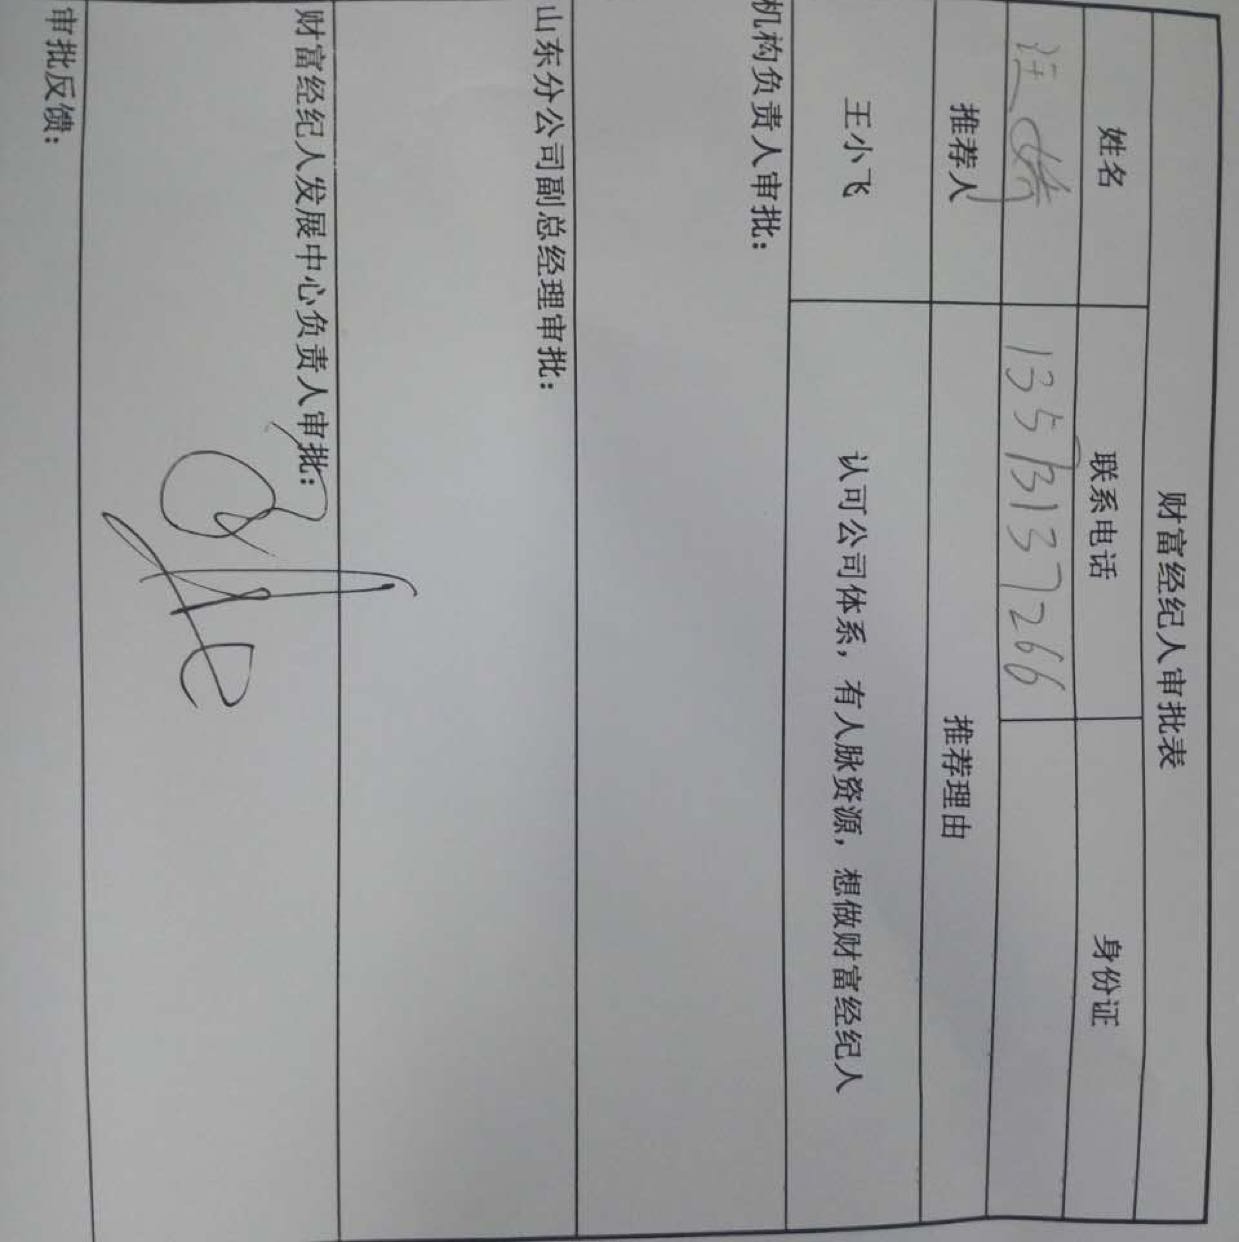 财富经纪人审批表
姓名 联系电话 身份证
汪娇 13513137266
推荐人 推荐理由
王小飞 认可公司体系，有人脉资源，想做财富经纪人
机构负责人审批：
山东分公司副总经理审批：
财富经纪人发展中心负责人审批：
审批反馈：